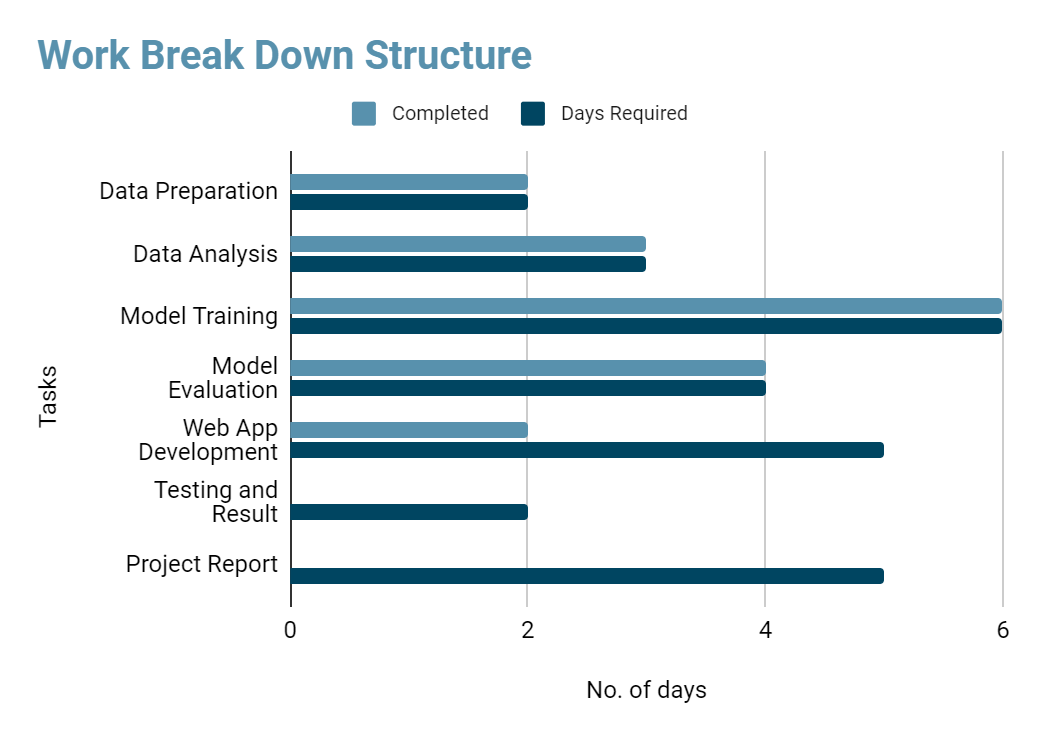 Work Break Down Structure
Completed
Days Required
Data Preparation
Data Analysis
Model Training
Model
Evaluation
Web App
Development
Testing and
Result
Project Report
Tasks
0
2
4
6
No. of days